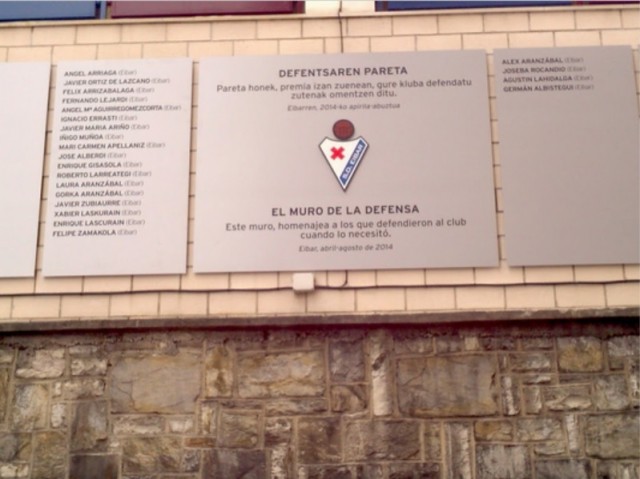 ANGEL ARRIAGA (Eibar)
JAVIER ORTIZ DE LAZCANO (Eibar)
FELIX ARRIZABALAGA (Eibar)
FERNANDO LEJARDI (Eibar)
ANGEL Mª AGUIRREGOMEZCORTA (Eibar)
IGNACIO ERRASTI (Eibar)
JAVIER MARIA ARIÑO (Eibar)
IÑIGO MUÑOA (Eibar)
MARI CARMEN APELLANIZ (Eibar)
JOSE ALBERDI (Eibar)
ENRIQUE GISASOLA (Eibar)
ROBERTO LARREATEGI (Eibar)
LAURA ARANZÁBAL (Eibar)
GORKA ARANZÁBAL (Eibar)
JAVIER ZUBIAURRE (Eibar)
XABIER LASKURAIN (Eibar)
ENRIQUE LASCURAIN (Eibar)
FELIPE ZAMAKOLA (Eibar)
DEFENTSAREN PARETA
Pareta honek, premia izan zuenean, gure kluba defendatu
zutenak omentzen ditu.
Eibarren, 2014-ko apirila-abuztua
S.D. EIBAR
EL MURO DE LA DEFENSA
Este muro, homenajea a los que defendieron al club
cuando lo necesitó.
Eibar, abril-agosto de 2014
ALEX ARANZÁBAL (Eibar)
JOSEBA ROCANDIO (Eibar)
AGUSTIN LAHIDALGA (Eibar)
GERMÁN ALBISTEGUI (Eibar)